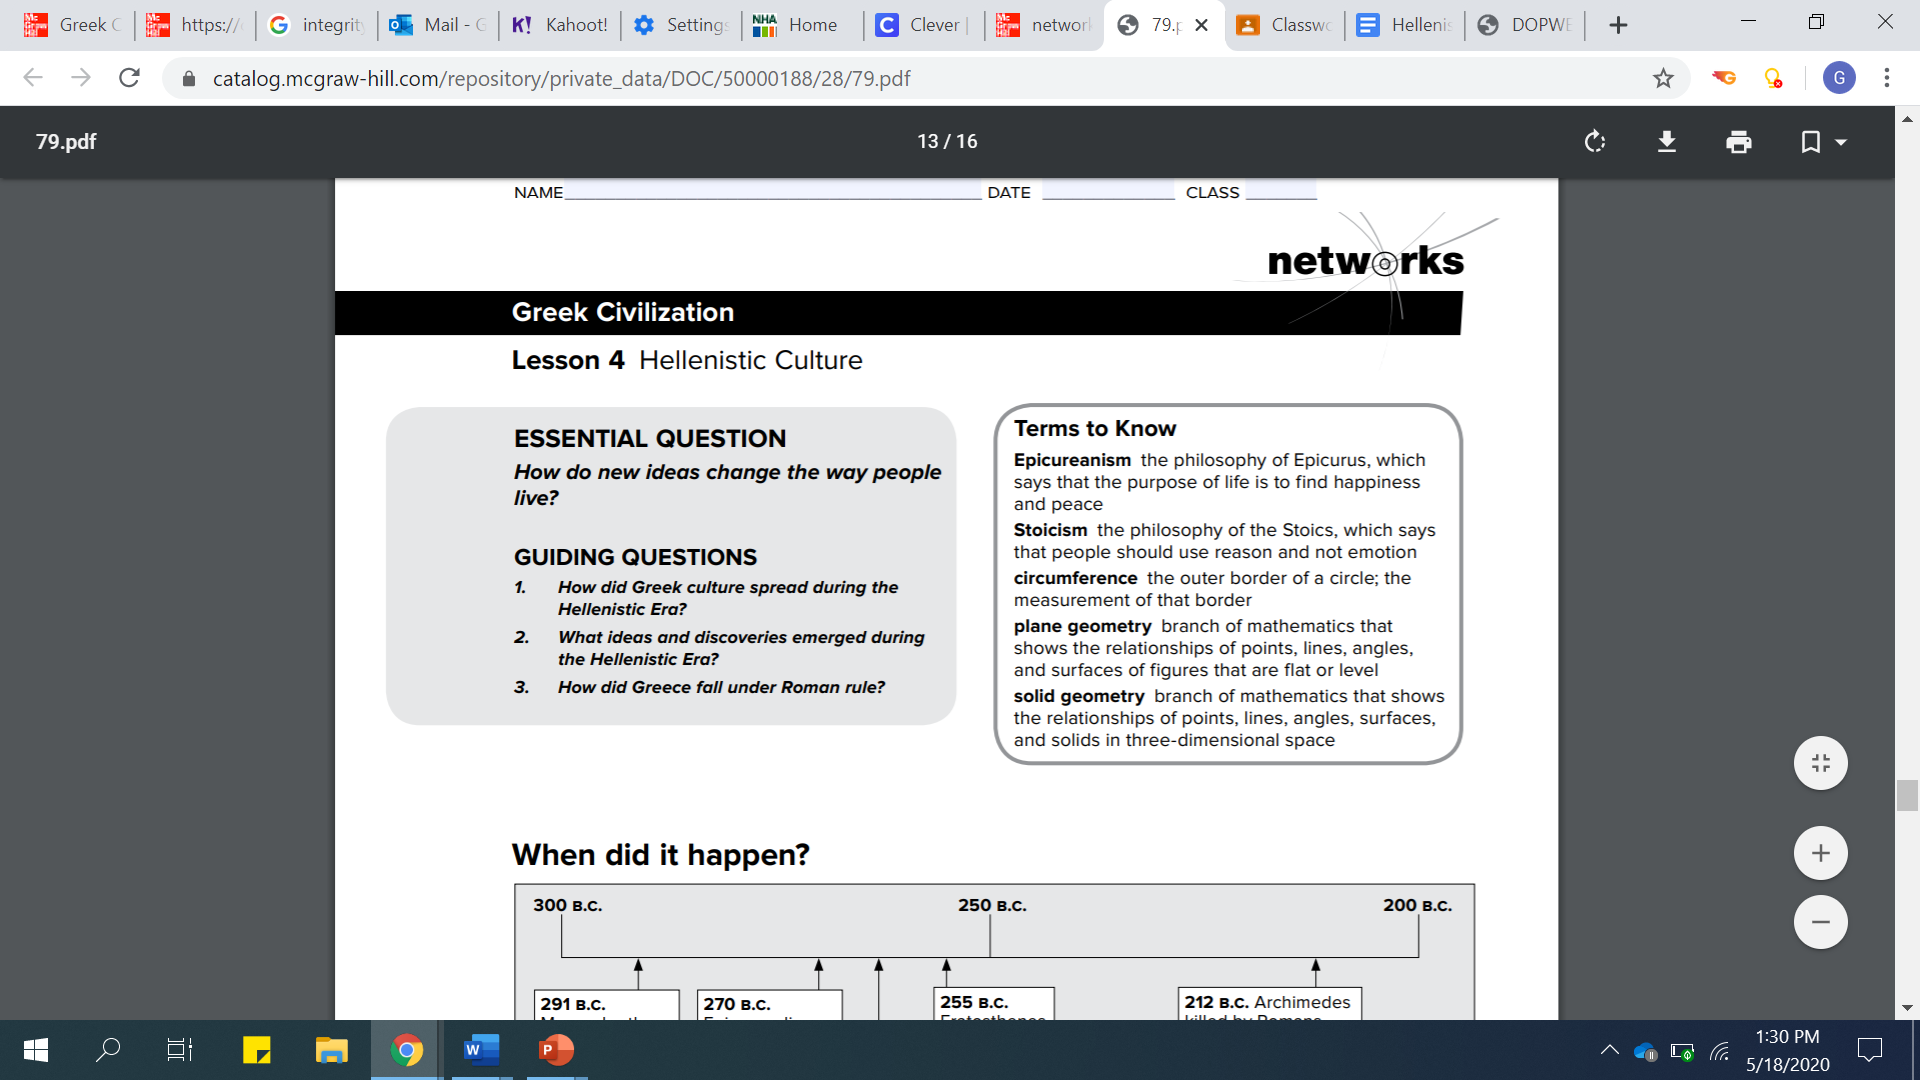 Greek C
https://
integrit
Mail - G
Kahoot!
Settings
NHA
Home
Clever |
network
79.p
Classwo
Hellenis
DOPWE
catalog.mcgraw-hill.com/repository/private_data/DOC/50000188/28/79.pdf
G
79.pdf
13 / 16
NAME DATE CLASS
networks
Greek Civilization
Lesson 4 Hellenistic Culture
ESSENTIAL QUESTION
How do new ideas change the way people
live?
GUIDING QUESTIONS
1. How did Greek culture spread during the
Hellenistic Era?
2. What ideas and discoveries emerged during
the Hellenistic Era?
3. How did Greece fall under Roman rule?
Terms to Know
Epicureanism the philosophy of Epicurus, which
says that the purpose of life is to find happiness
and peace
Stoicism the philosophy of the Stoics, which says
that people should use reason and not emotion
circumference the outer border of a circle; the
measurement of that border
plane geometry branch of mathematics that
shows the relationships of points, lines, angles,
and surfaces of figures that are flat or level
solid geometry branch of mathematics that shows
the relationships of points, lines, angles, surfaces,
and solids in three-dimensional space
When did it happen?
300 B.C. 250 B.C. 200 B.C.
291 B.C.
270 B.C.
255 B.C.
Eratosthenes
212 B.C. Archimedes
killed by Romans
1:30 PM
5/18/2020